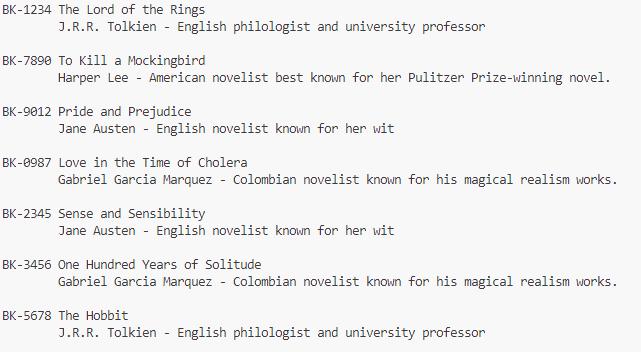 BK-1234 The Lord of the Rings
J.R.R. Tolkien - English philologist and university professor
BK-7890 To Kill a Mockingbird
Harper Lee - American novelist best known for her Pulitzer Prize-winning novel.
BK-9012 Pride and Prejudice
Jane Austen - English novelist known for her wit
BK-0987 Love in the Time of Cholera
Gabriel Garcia Marquez - Colombian novelist known for his magical realism works.
BK-2345 Sense and Sensibility
Jane Austen - English novelist known for her wit
BK-3456 One Hundred Years of Solitude
Gabriel Garcia Marquez - Colombian novelist known for his magical realism works.
BK-5678 The Hobbit
J.R.R. Tolkien - English philologist and university professor